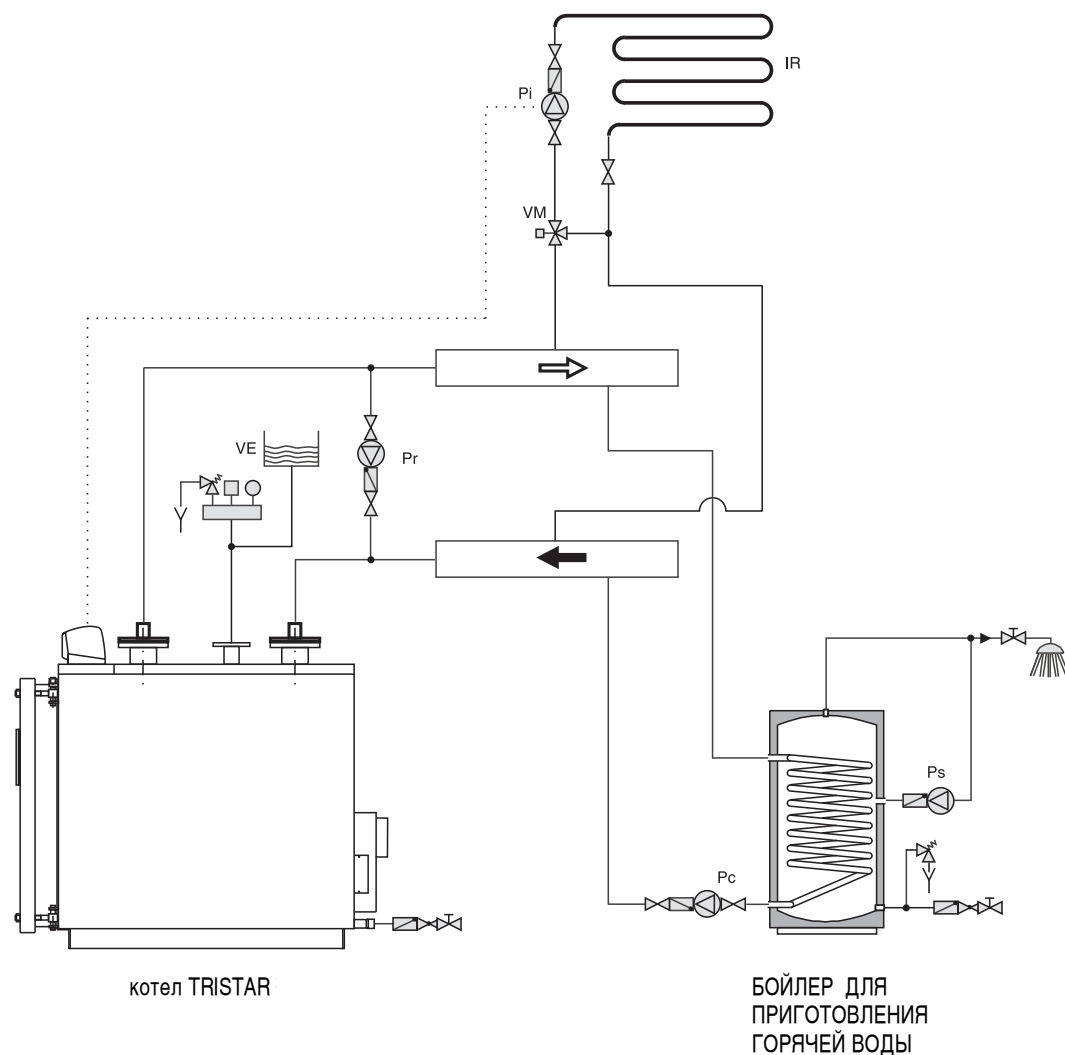 IR
Pi
VM
VE
Pr
Ps
Pc
котел TRISTAR
БОЙЛЕР ДЛЯ
ПРИГОТОВЛЕНИЯ
ГОРЯЧЕЙ ВОДЫ